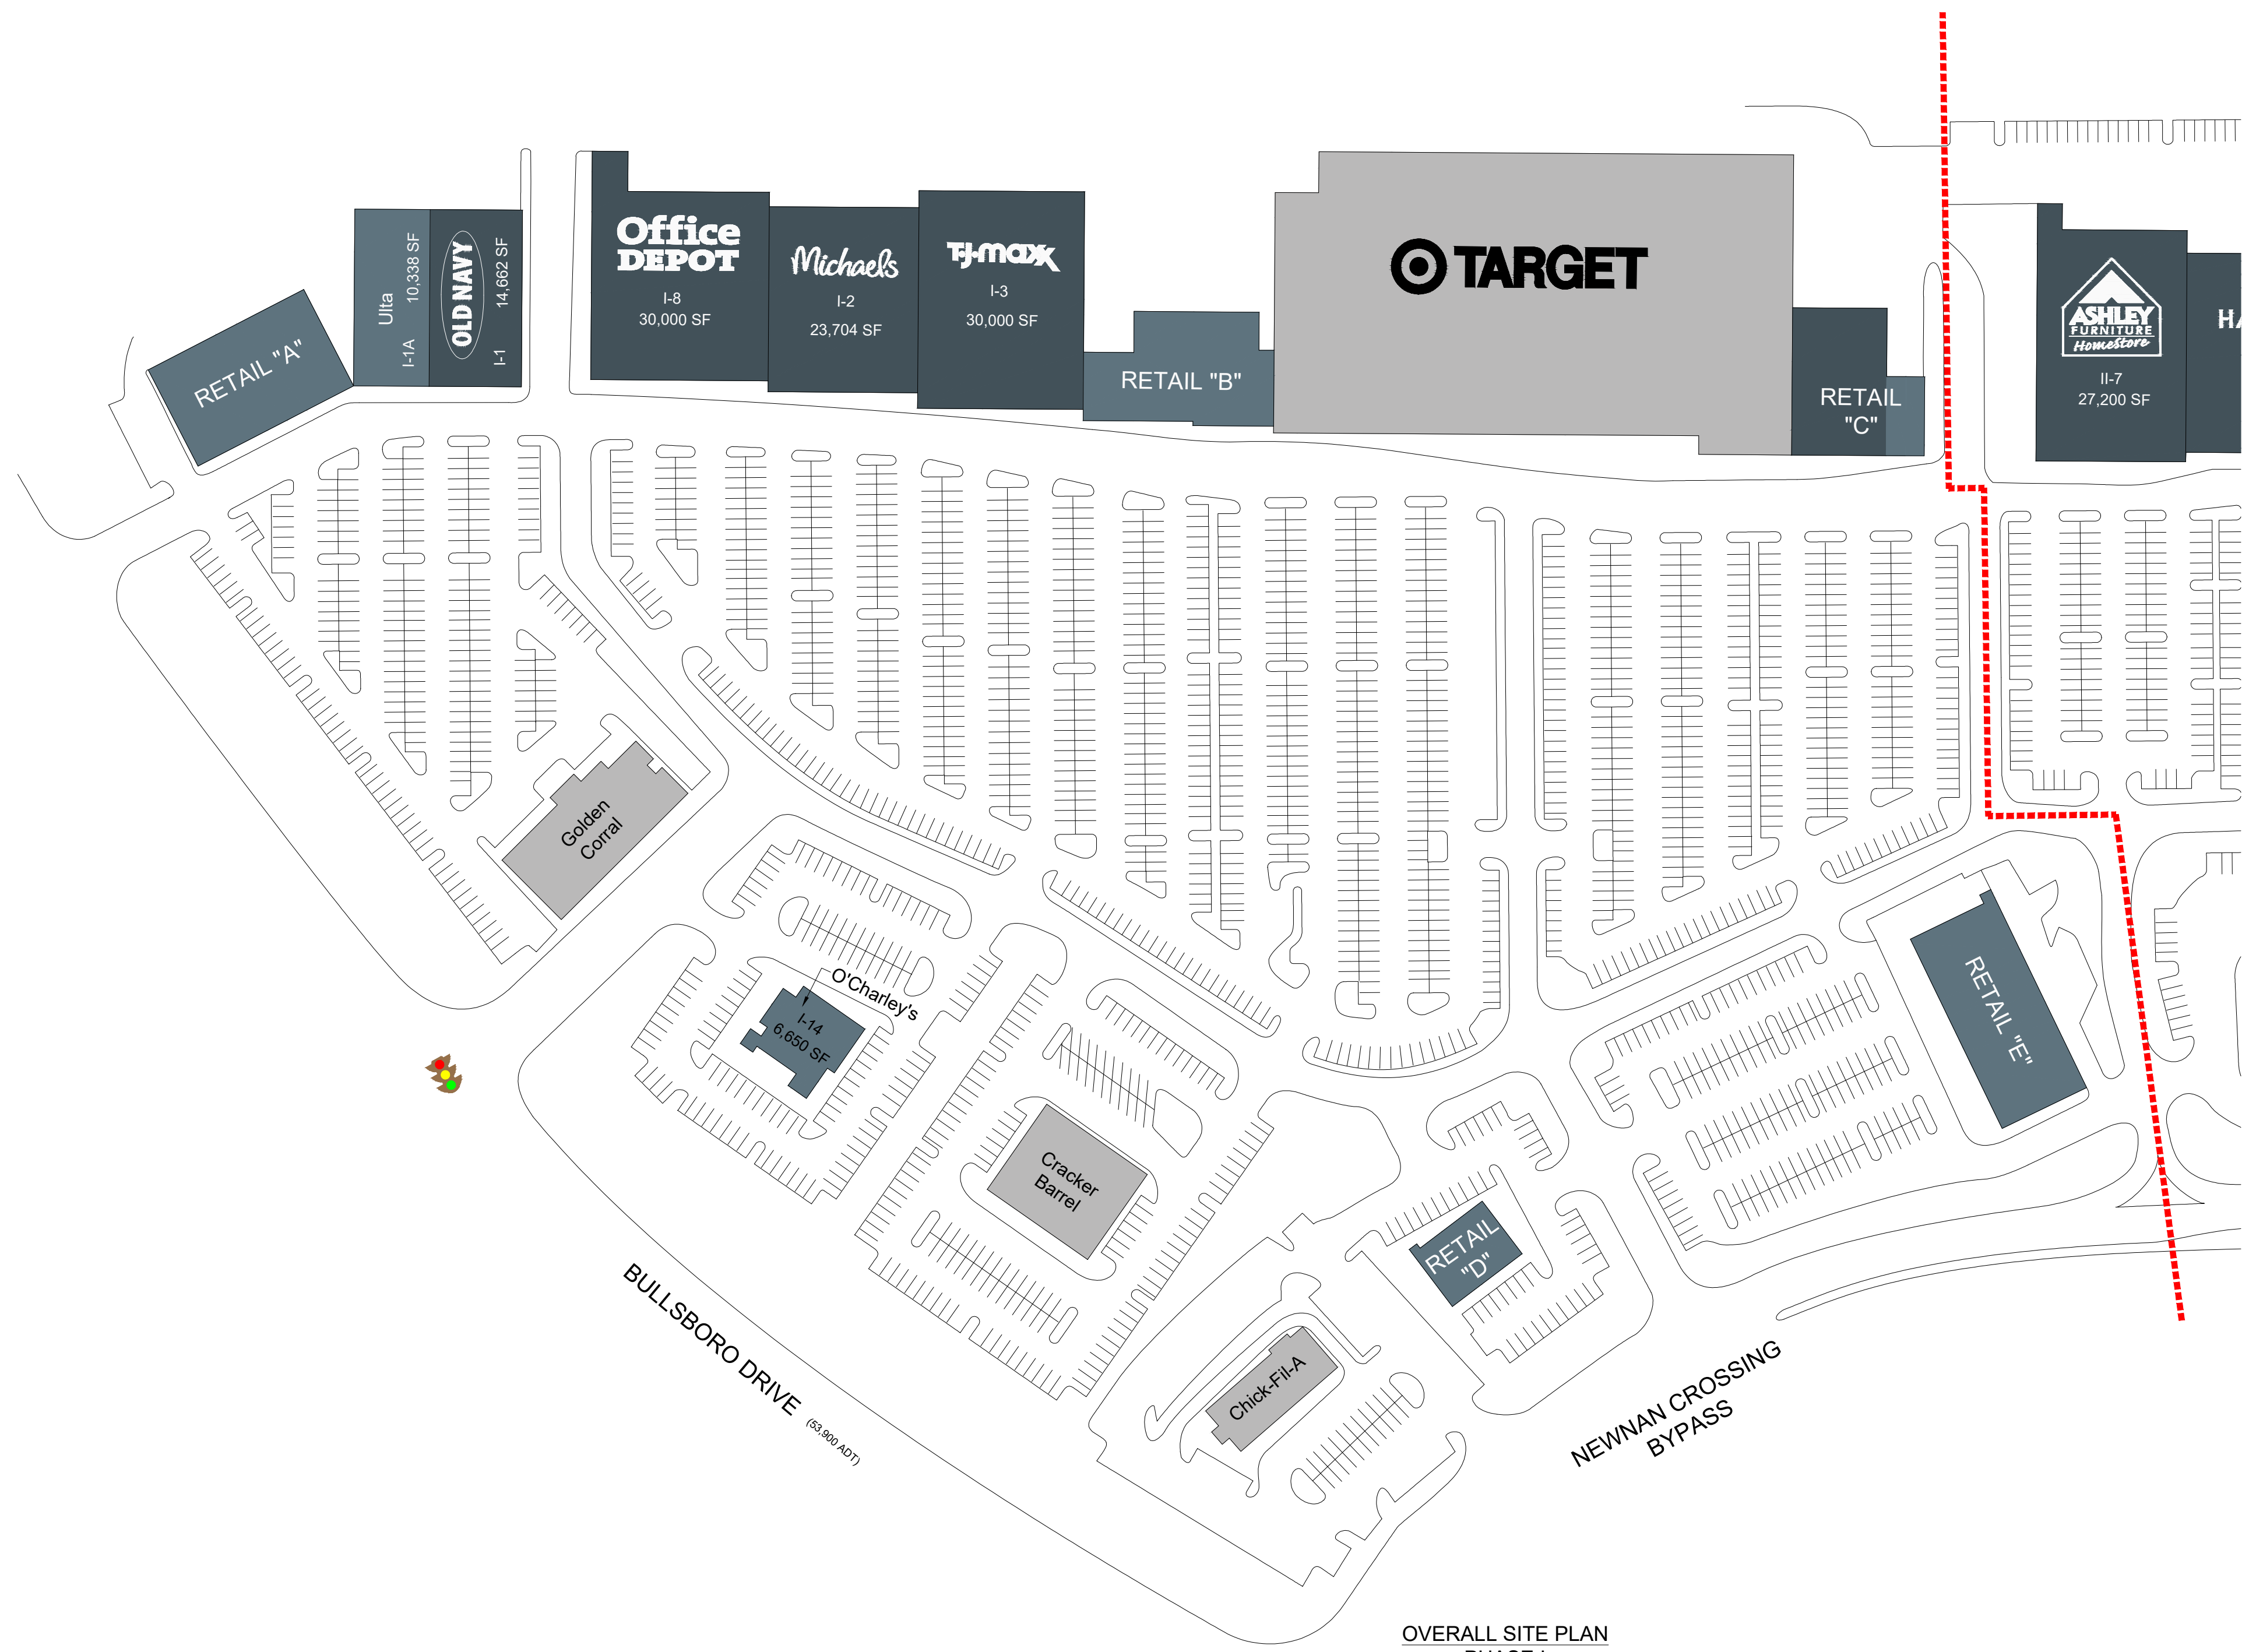 RETAIL "A"
Ulta
I-1A
10,338 SF
OLD NAVY
I-1
14,662 SF
Office
DEPOT
I-8
30,000 SF
Michaels
I-2
23,704 SF
T.J.maxx
I-3
30,000 SF
RETAIL "B"
TARGET
RETAIL
"C"
ASHLEY
FURNITURE
HomeStore
II-7
27,200 SF
Golden
Corral
O'Charley's
I-14
6,650 SF
Cracker
Barrel
Chick-Fil-A
RETAIL
"D"
RETAIL "E"
BULLSBORO DRIVE
(53,900 ADT)
NEWNAN CROSSING
BYPASS
OVERALL SITE PLAN